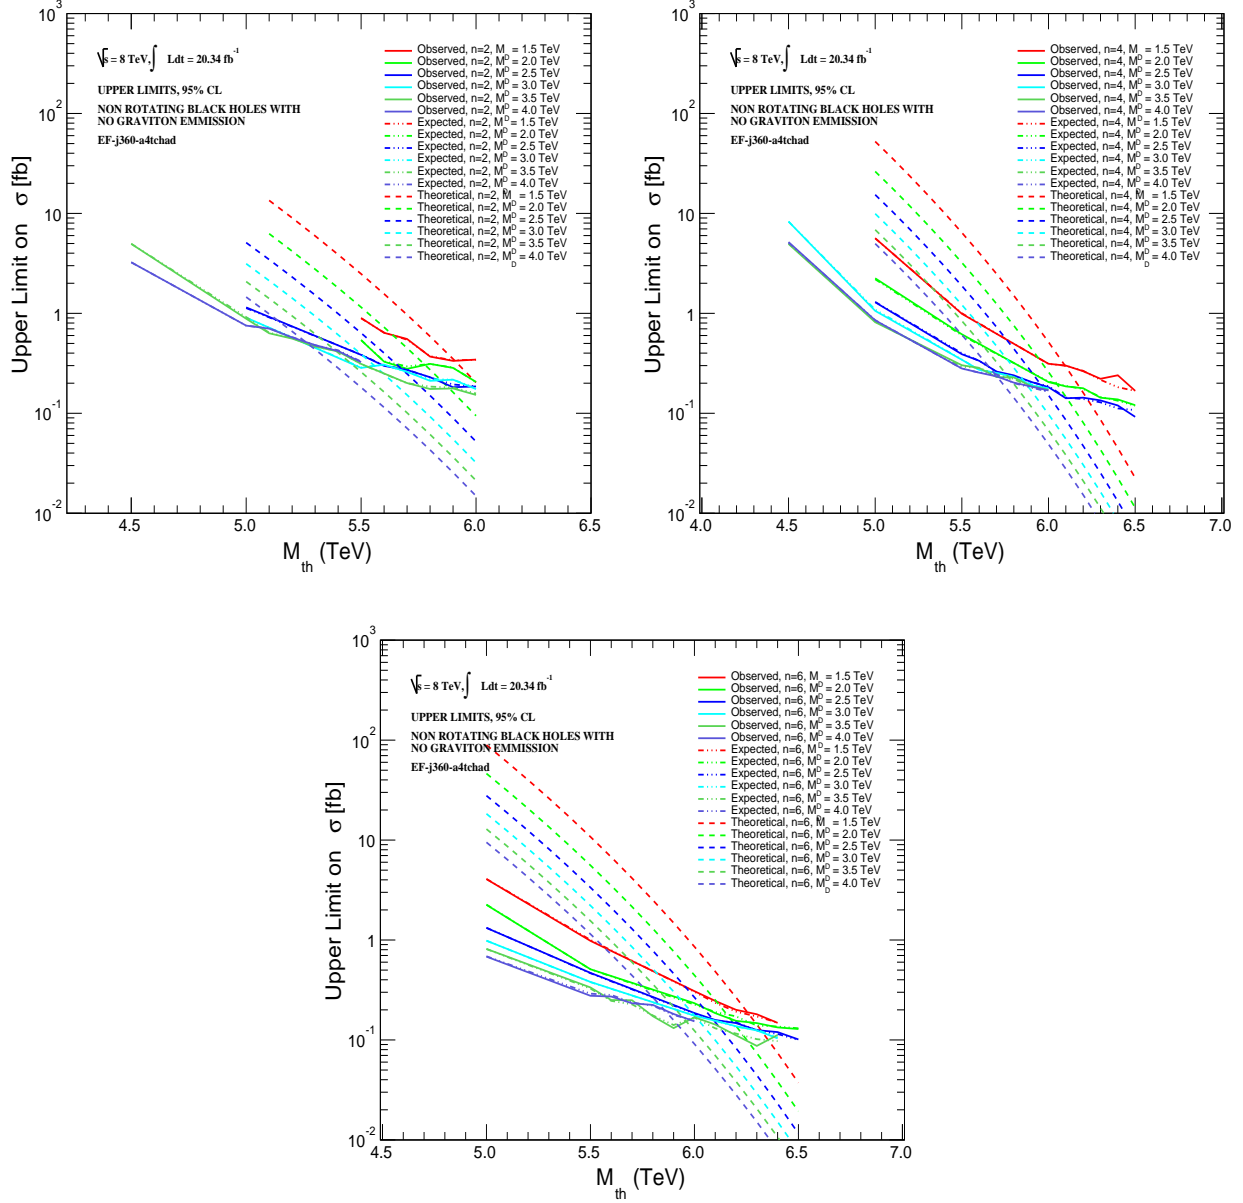 √s = 8 TeV, ∫ Ldt = 20.34 fb⁻¹
UPPER LIMITS, 95% CL
NON ROTATING BLACK HOLES WITH
NO GRAVITON EMMISSION
EF-j360-a4tchad
Observed, n=2, M_D = 1.5 TeV
Observed, n=2, M_D = 2.0 TeV
Observed, n=2, M_D = 2.5 TeV
Observed, n=2, M_D = 3.0 TeV
Observed, n=2, M_D = 3.5 TeV
Observed, n=2, M_D = 4.0 TeV
Expected, n=2, M_D = 1.5 TeV
Expected, n=2, M_D = 2.0 TeV
Expected, n=2, M_D = 2.5 TeV
Expected, n=2, M_D = 3.0 TeV
Expected, n=2, M_D = 3.5 TeV
Expected, n=2, M_D = 4.0 TeV
Theoretical, n=2, M_D = 1.5 TeV
Theoretical, n=2, M_D = 2.0 TeV
Theoretical, n=2, M_D = 2.5 TeV
Theoretical, n=2, M_D = 3.0 TeV
Theoretical, n=2, M_D = 3.5 TeV
Theoretical, n=2, M_D = 4.0 TeV
Upper Limit on σ [fb]
10³
10²
10
1
10⁻¹
10⁻²
4.5 5.0 5.5 6.0 6.5
M_th (TeV)
√s = 8 TeV, ∫ Ldt = 20.34 fb⁻¹
UPPER LIMITS, 95% CL
NON ROTATING BLACK HOLES WITH
NO GRAVITON EMMISSION
EF-j360-a4tchad
Observed, n=4, M_D = 1.5 TeV
Observed, n=4, M_D = 2.0 TeV
Observed, n=4, M_D = 2.5 TeV
Observed, n=4, M_D = 3.0 TeV
Observed, n=4, M_D = 3.5 TeV
Observed, n=4, M_D = 4.0 TeV
Expected, n=4, M_D = 1.5 TeV
Expected, n=4, M_D = 2.0 TeV
Expected, n=4, M_D = 2.5 TeV
Expected, n=4, M_D = 3.0 TeV
Expected, n=4, M_D = 3.5 TeV
Expected, n=4, M_D = 4.0 TeV
Theoretical, n=4, M_D = 1.5 TeV
Theoretical, n=4, M_D = 2.0 TeV
Theoretical, n=4, M_D = 2.5 TeV
Theoretical, n=4, M_D = 3.0 TeV
Theoretical, n=4, M_D = 3.5 TeV
Theoretical, n=4, M_D = 4.0 TeV
Upper Limit on σ [fb]
10³
10²
10
1
10⁻¹
10⁻²
4.0 4.5 5.0 5.5 6.0 6.5 7.0
M_th (TeV)
√s = 8 TeV, ∫ Ldt = 20.34 fb⁻¹
UPPER LIMITS, 95% CL
NON ROTATING BLACK HOLES WITH
NO GRAVITON EMMISSION
EF-j360-a4tchad
Observed, n=6, M_D = 1.5 TeV
Observed, n=6, M_D = 2.0 TeV
Observed, n=6, M_D = 2.5 TeV
Observed, n=6, M_D = 3.0 TeV
Observed, n=6, M_D = 3.5 TeV
Observed, n=6, M_D = 4.0 TeV
Expected, n=6, M_D = 1.5 TeV
Expected, n=6, M_D = 2.0 TeV
Expected, n=6, M_D = 2.5 TeV
Expected, n=6, M_D = 3.0 TeV
Expected, n=6, M_D = 3.5 TeV
Expected, n=6, M_D = 4.0 TeV
Theoretical, n=6, M_D = 1.5 TeV
Theoretical, n=6, M_D = 2.0 TeV
Theoretical, n=6, M_D = 2.5 TeV
Theoretical, n=6, M_D = 3.0 TeV
Theoretical, n=6, M_D = 3.5 TeV
Theoretical, n=6, M_D = 4.0 TeV
Upper Limit on σ [fb]
10³
10²
10
1
10⁻¹
10⁻²
4.5 5.0 5.5 6.0 6.5 7.0
M_th (TeV)